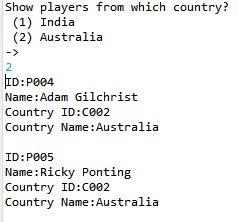 Show players from which country?
(1) India
(2) Australia
->
2
ID:P004
Name:Adam Gilchrist
Country ID:C002
Country Name:Australia

ID:P005
Name:Ricky Ponting
Country ID:C002
Country Name:Australia